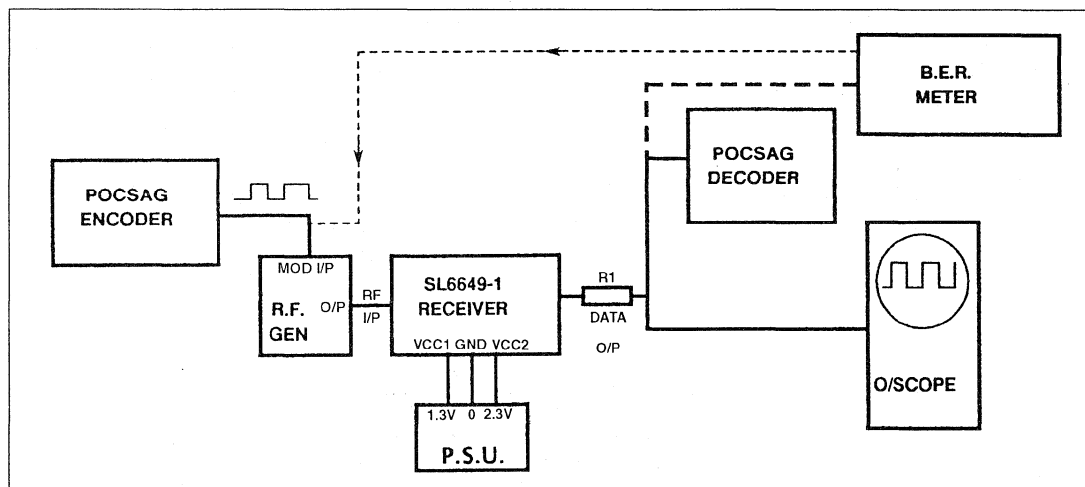 B.E.R.
METER
POCSAG
DECODER
POCSAG
ENCODER
MOD I/P
R.F.
GEN
O/P
RF
I/P
SL6649-1
RECEIVER
VCC1 GND VCC2
R1
DATA
O/P
O/SCOPE
1.3V 0 2.3V
P.S.U.